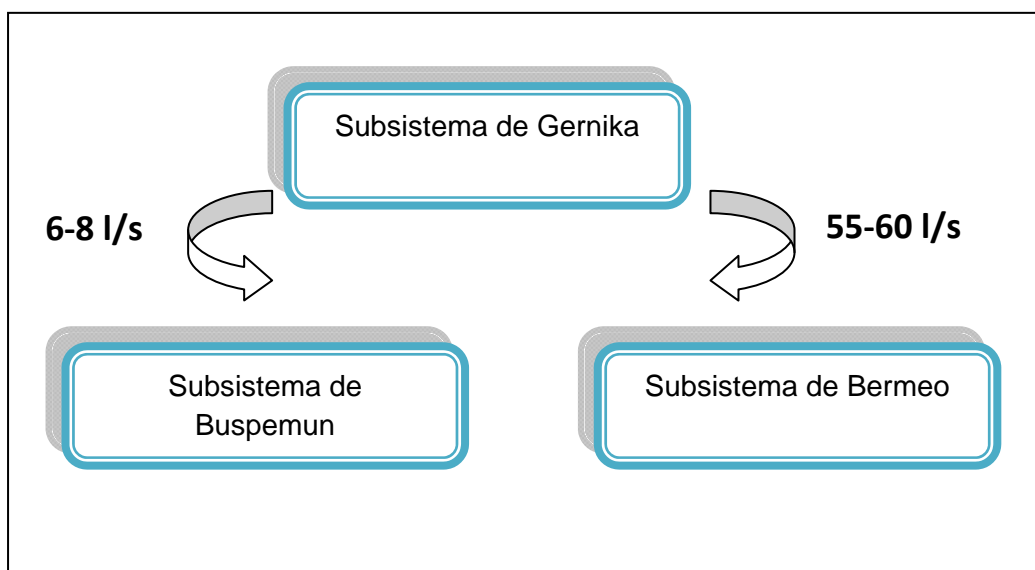 Subsistema de Gernika
6-8 l/s
55-60 l/s
Subsistema de
Buspemun
Subsistema de Bermeo